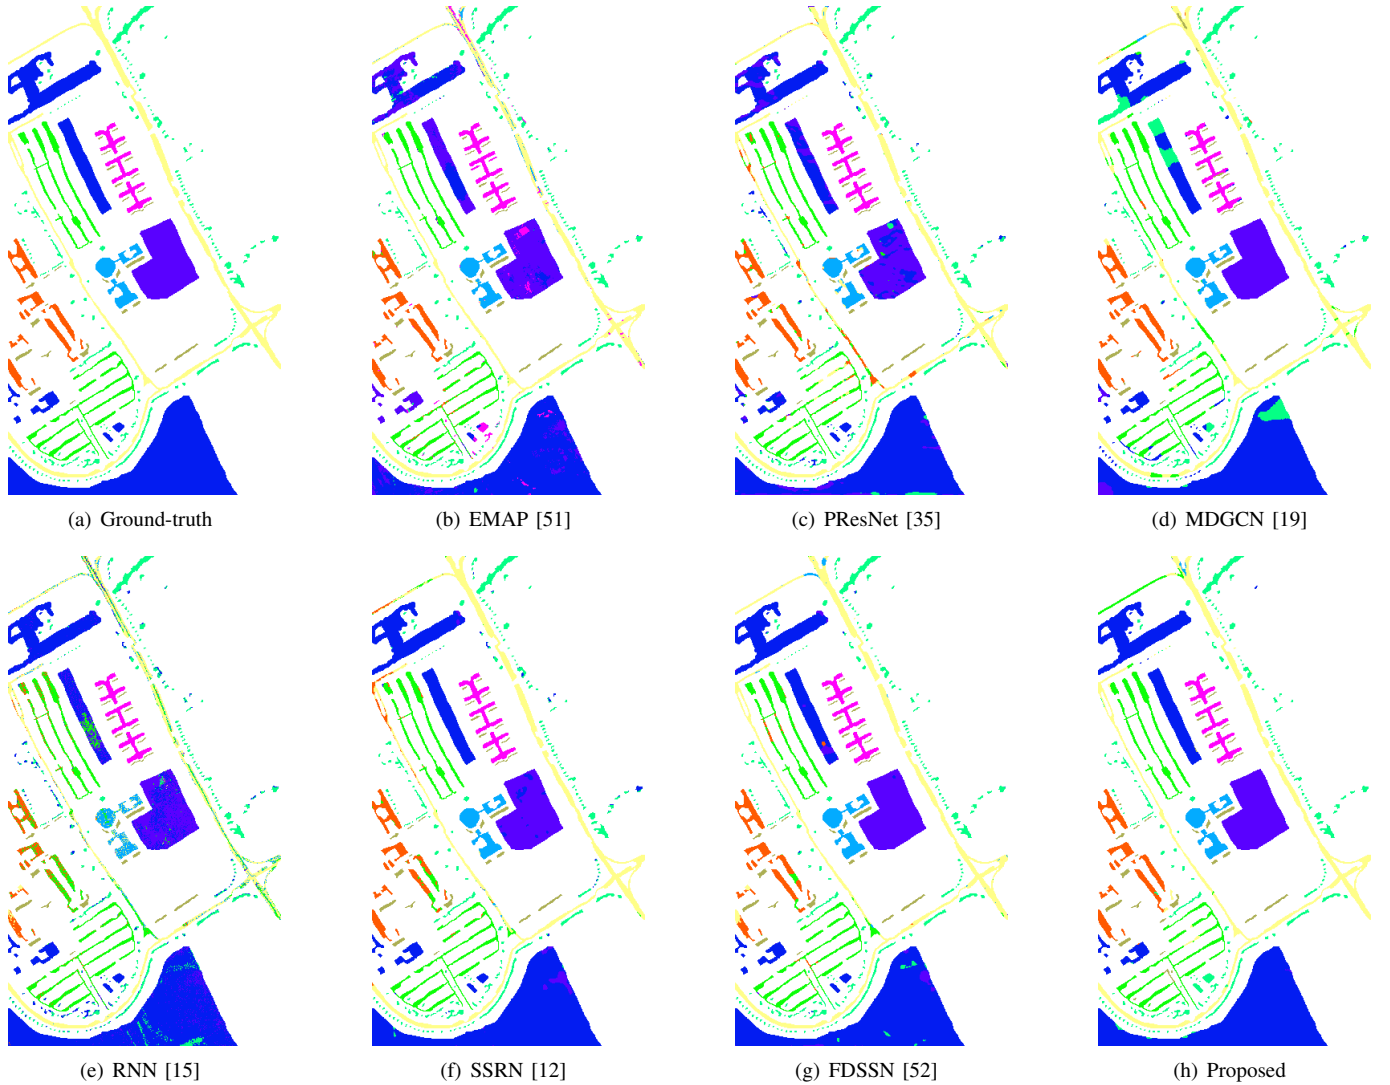 (a) Ground-truth
(b) EMAP [51]
(c) PResNet [35]
(d) MDGCN [19]
(e) RNN [15]
(f) SSRN [12]
(g) FDSSN [52]
(h) Proposed